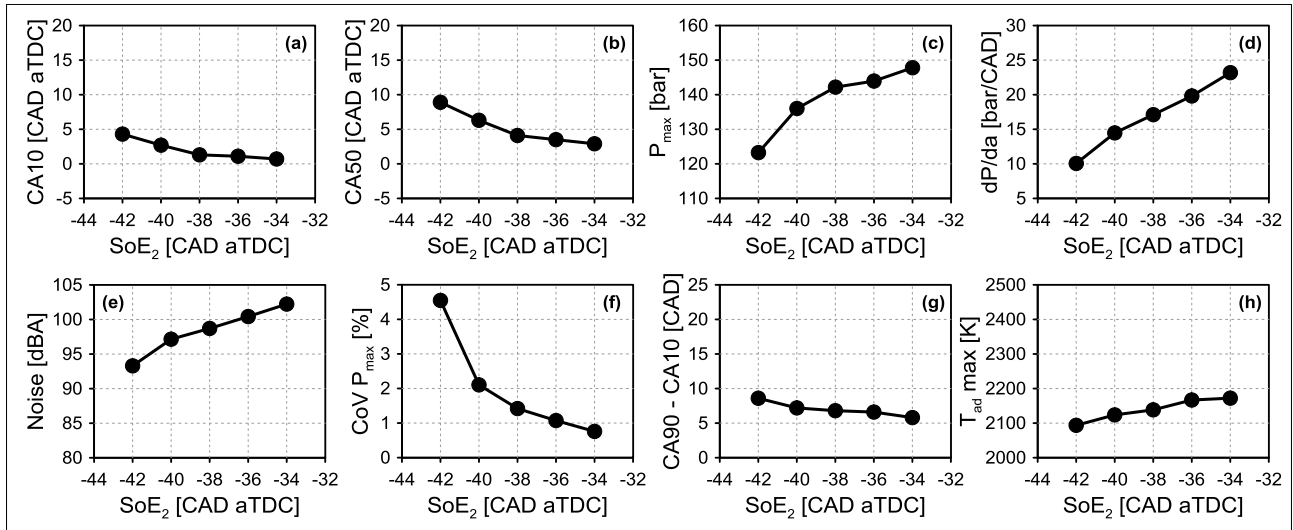 (a)
CA10 [CAD aTDC]
20
15
10
5
0
-5
-44 -42 -40 -38 -36 -34 -32
SoE2 [CAD aTDC]
(b)
CA50 [CAD aTDC]
20
15
10
5
0
-5
-44 -42 -40 -38 -36 -34 -32
SoE2 [CAD aTDC]
(c)
Pmax [bar]
160
150
140
130
120
110
-44 -42 -40 -38 -36 -34 -32
SoE2 [CAD aTDC]
(d)
dP/da [bar/CAD]
30
25
20
15
10
5
-44 -42 -40 -38 -36 -34 -32
SoE2 [CAD aTDC]
(e)
Noise [dBA]
105
100
95
90
85
80
-44 -42 -40 -38 -36 -34 -32
SoE2 [CAD aTDC]
(f)
CoV Pmax [%]
5
4
3
2
1
0
-44 -42 -40 -38 -36 -34 -32
SoE2 [CAD aTDC]
(g)
CA90 - CA10 [CAD]
25
20
15
10
5
0
-44 -42 -40 -38 -36 -34 -32
SoE2 [CAD aTDC]
(h)
Tad max [K]
2500
2400
2300
2200
2100
2000
-44 -42 -40 -38 -36 -34 -32
SoE2 [CAD aTDC]